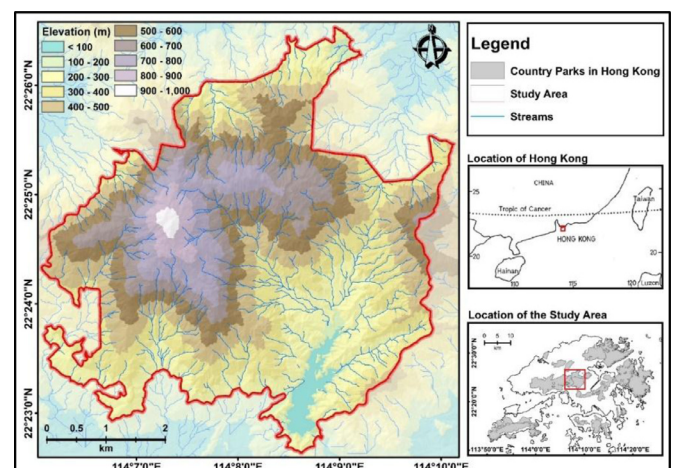 Elevation (m)
< 100
100 - 200
200 - 300
300 - 400
400 - 500
500 - 600
600 - 700
700 - 800
800 - 900
900 - 1,000
22°26'0"N
22°25'0"N
22°24'0"N
22°23'0"N
0 0.5 1 2
km
114°7'0"E 114°8'0"E 114°9'0"E 114°10'0"E
Legend
Country Parks in Hong Kong
Study Area
Streams
Location of Hong Kong
CHINA
25
25
Tropic of Cancer
Taiwan
HONG KONG
20
20
Hainan
110
115
120
Luzon
Location of the Study Area
0 5 10
km
22°30'0"N
22°20'0"N
113°50'0"E 114°0'0"E 114°10'0"E 114°20'0"E